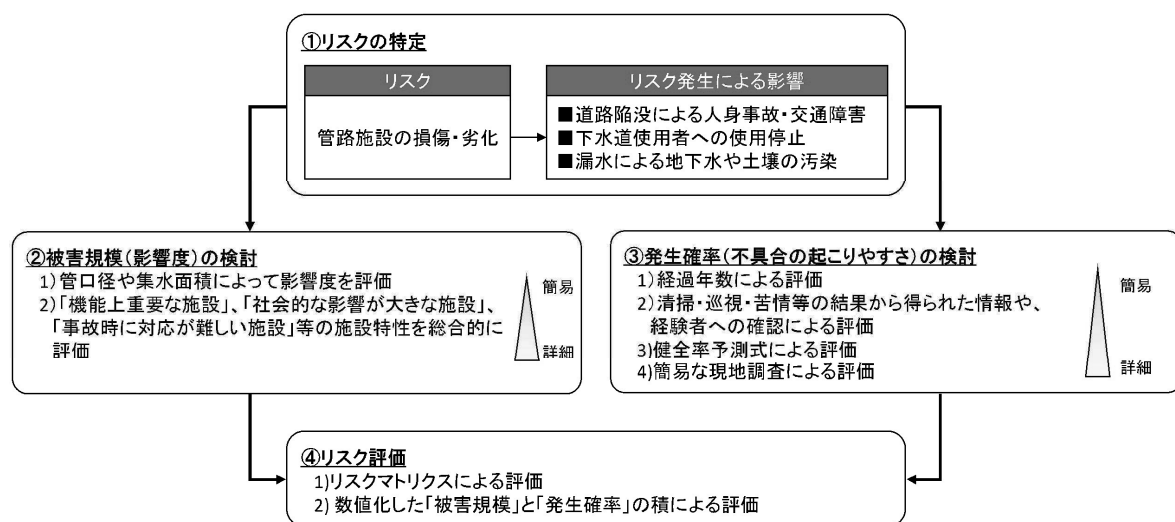 ①リスクの特定
リスク
リスク発生による影響
管路施設の損傷・劣化
■道路陥没による人身事故・交通障害
■下水道使用者への使用停止
■漏水による地下水や土壌の汚染
②被害規模(影響度)の検討
1)管口径や集水面積によって影響度を評価
2)「機能上重要な施設」、「社会的な影響が大きな施設」、
「事故時に対応が難しい施設」等の施設特性を総合的に
評価
簡易
詳細
③発生確率(不具合の起こりやすさ)の検討
1)経過年数による評価
2)清掃・巡視・苦情等の結果から得られた情報や、
経験者への確認による評価
3)健全率予測式による評価
4)簡易な現地調査による評価
簡易
詳細
④リスク評価
1)リスクマトリクスによる評価
2) 数値化した「被害規模」と「発生確率」の積による評価